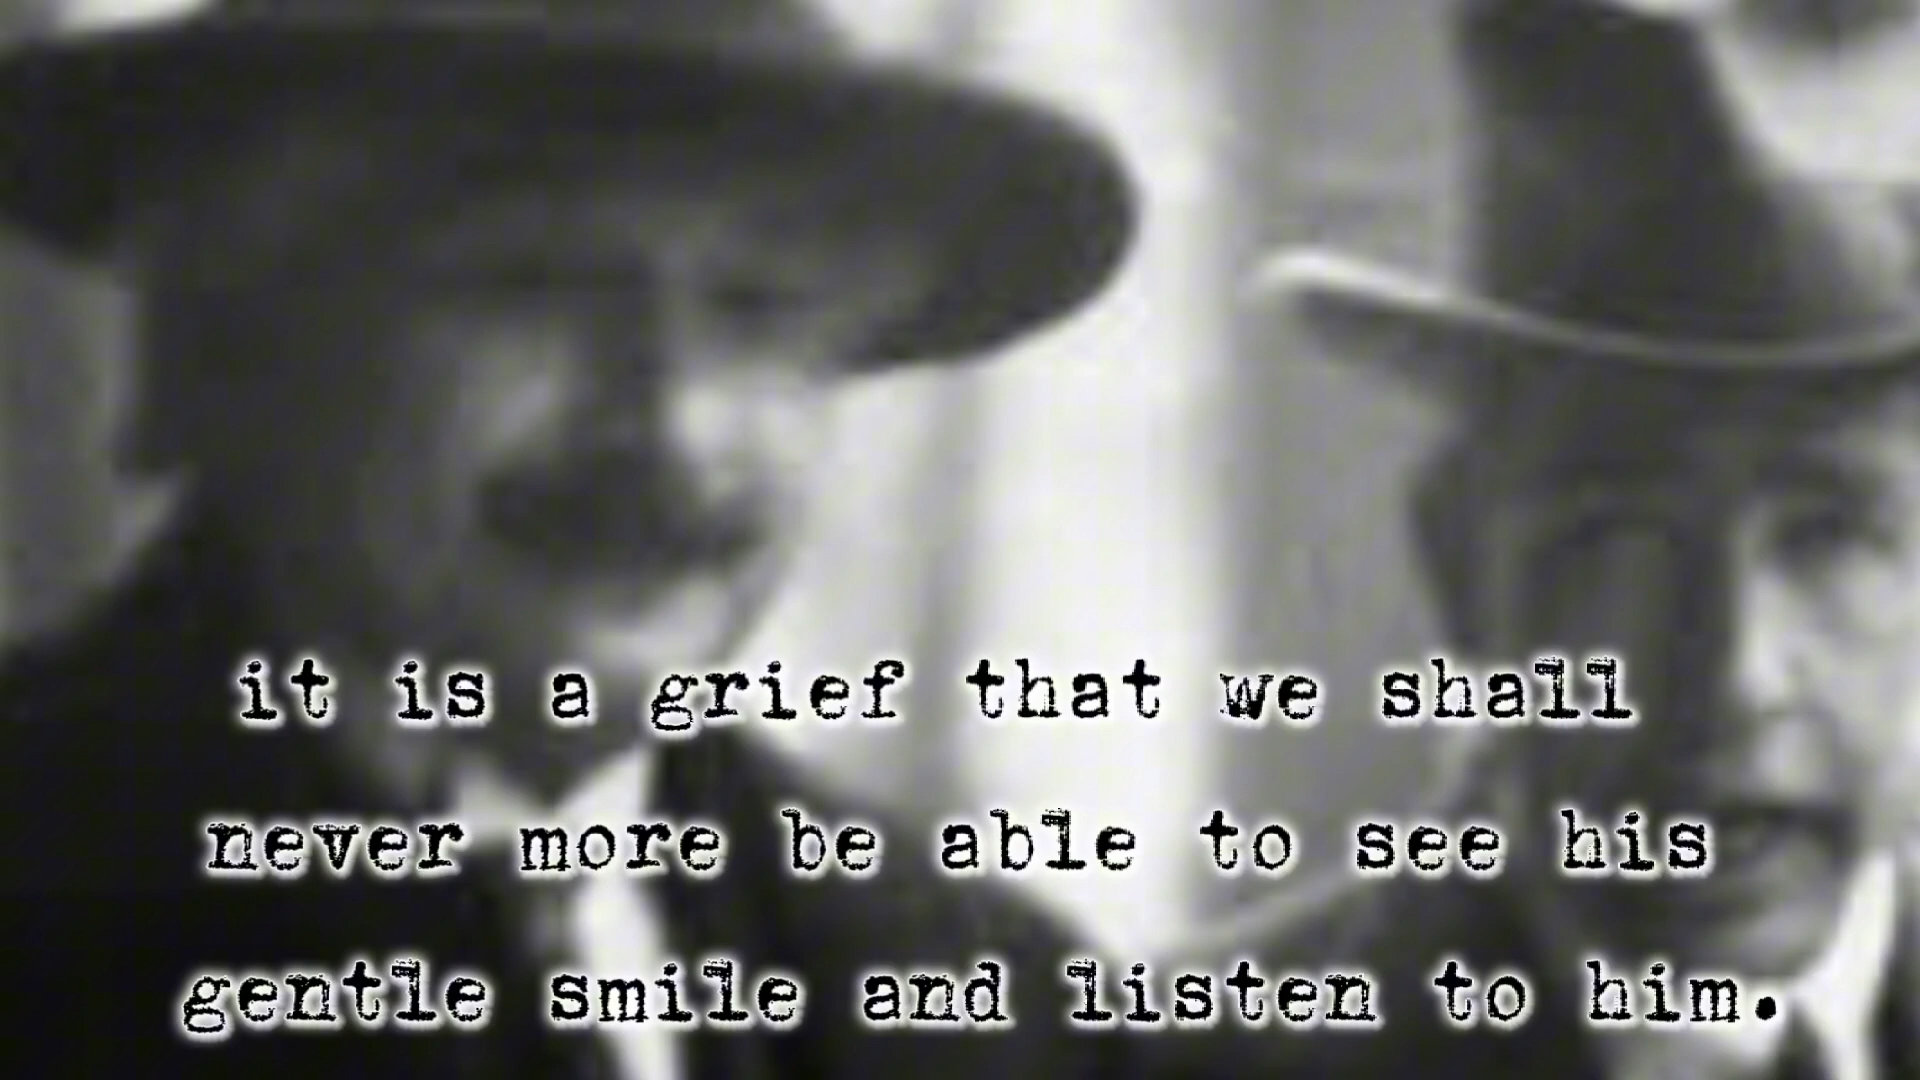 it is a grief that we shall
never more be able to see his
gentle smile and listen to him.